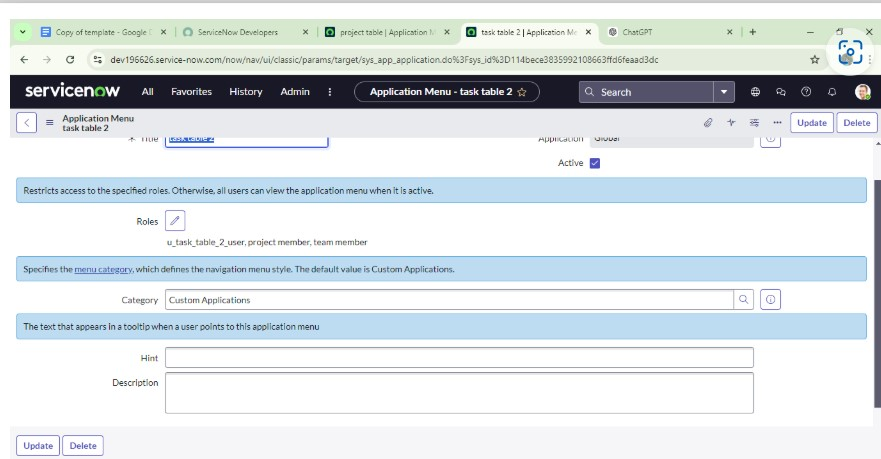 Copy of template - Google
ServiceNow Developers
project table | Application
task table 2 | Application Me
ChatGPT
dev196626.service-now.com/now/nav/ui/classic/params/target/sys_app_application.do%3Fsys_id%3D114bece3835992108663ffd6feaad3dc
servicenow All Favorites History Admin Application Menu - task table 2 Search
Application Menu
task table 2
Update Delete
* Title task table 2 Application Global
Active
Restricts access to the specified roles. Otherwise, all users can view the application menu when it is active.
Roles
u_task_table_2_user, project member, team member
Specifies the menu category, which defines the navigation menu style. The default value is Custom Applications.
Category Custom Applications
The text that appears in a tooltip when a user points to this application menu
Hint
Description
Update Delete